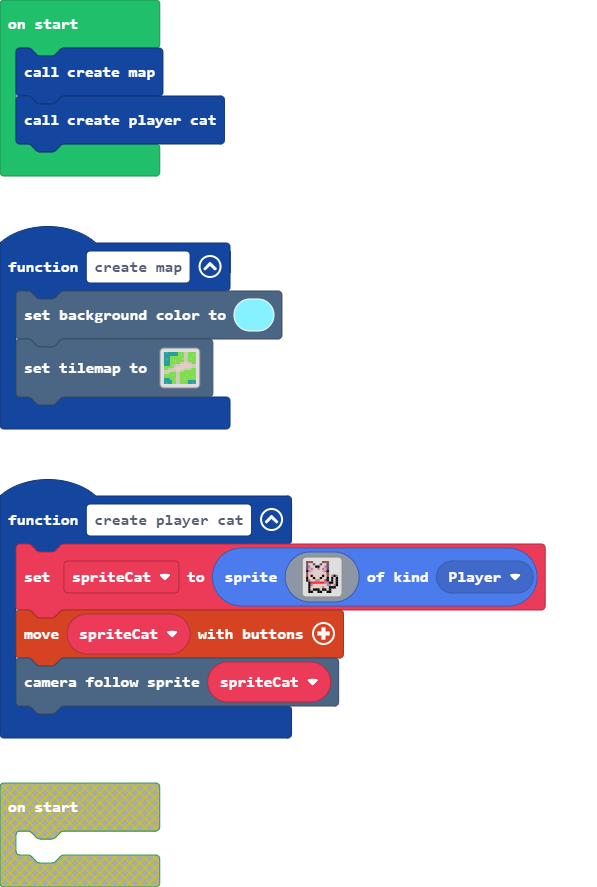 on start
call create map
call create player cat
function create map
set background color to
set tilemap to
function create player cat
set spriteCat to sprite of kind Player
move spriteCat with buttons
camera follow sprite spriteCat
on start